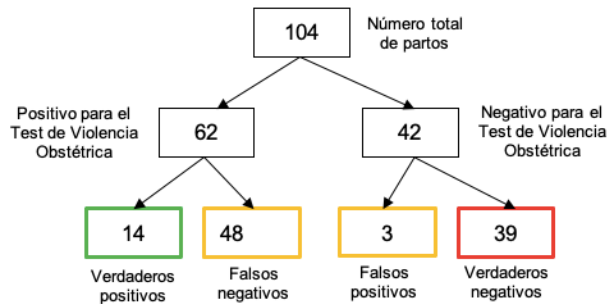 104
Número total
de partos
Positivo para el
Test de Violencia
Obstétrica
62
42
Negativo para el
Test de Violencia
Obstétrica
14
48
3
39
Verdaderos
positivos
Falsos
negativos
Falsos
positivos
Verdaderos
negativos